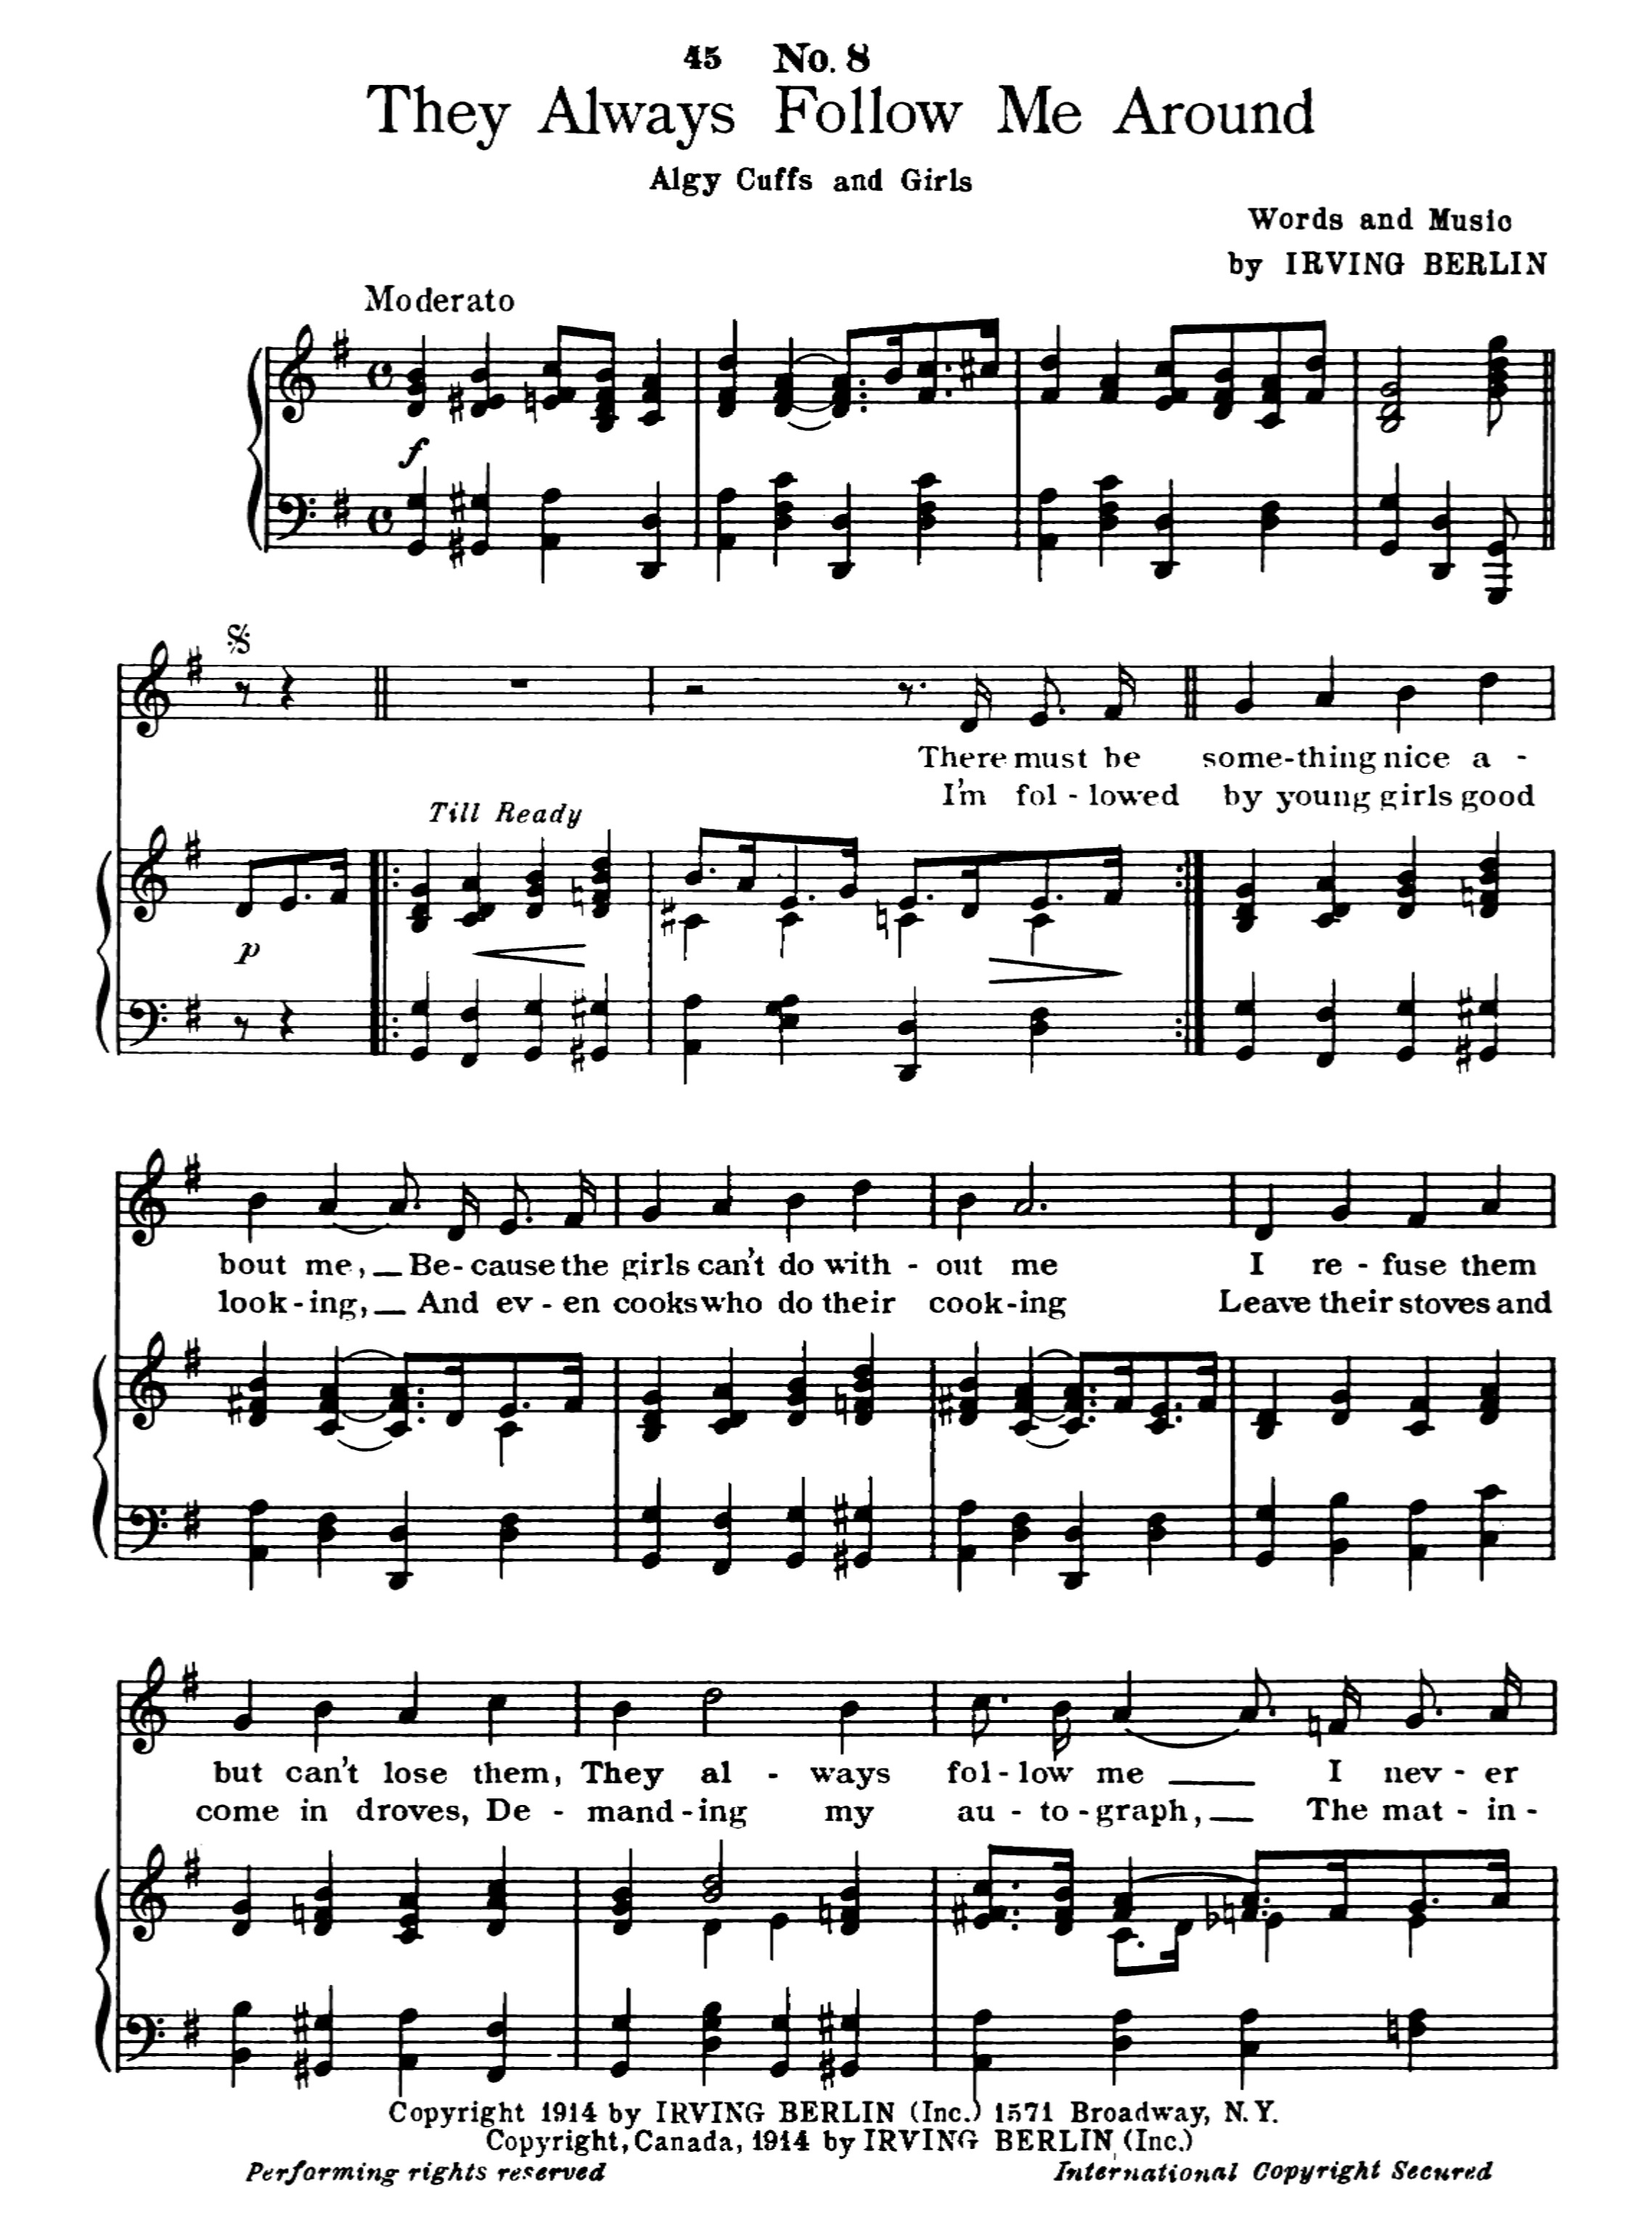 45 No. 8
They Always Follow Me Around
Algy Cuffs and Girls
Words and Music
by IRVING BERLIN
Moderato
f
There must be some-thing nice a -
I'm fol - lowed by young girls good
Till Ready
p
bout me, Be - cause the girls can't do with - out me I re - fuse them
look - ing, And ev - en cooks who do their cook - ing Leave their stoves and
but can't lose them, They al - ways fol - low me I nev - er
come in droves, De - mand - ing my au - to - graph, The mat - in -
Copyright 1914 by IRVING BERLIN (Inc.) 1571 Broadway, N.Y.
Copyright, Canada, 1914 by IRVING BERLIN (Inc.)
Performing rights reserved International Copyright Secured